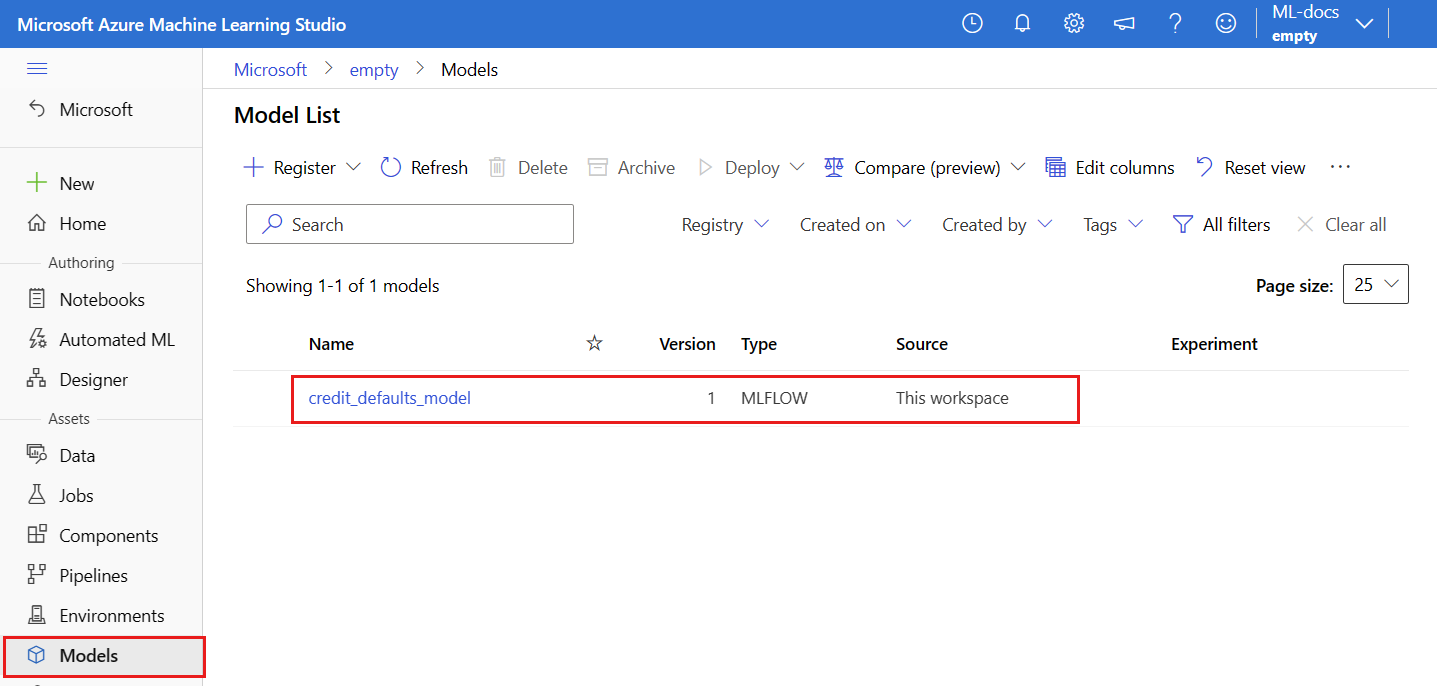 Microsoft Azure Machine Learning Studio
ML-docs
empty
Microsoft
New
Home
Authoring
Notebooks
Automated ML
Designer
Assets
Data
Jobs
Components
Pipelines
Environments
Models
Microsoft > empty > Models
Model List
Register Refresh Delete Archive Deploy Compare (preview) Edit columns Reset view ···
Search Registry Created on Created by Tags All filters Clear all
Showing 1-1 of 1 models Page size: 25
Name Version Type Source Experiment
credit_defaults_model 1 MLFLOW This workspace